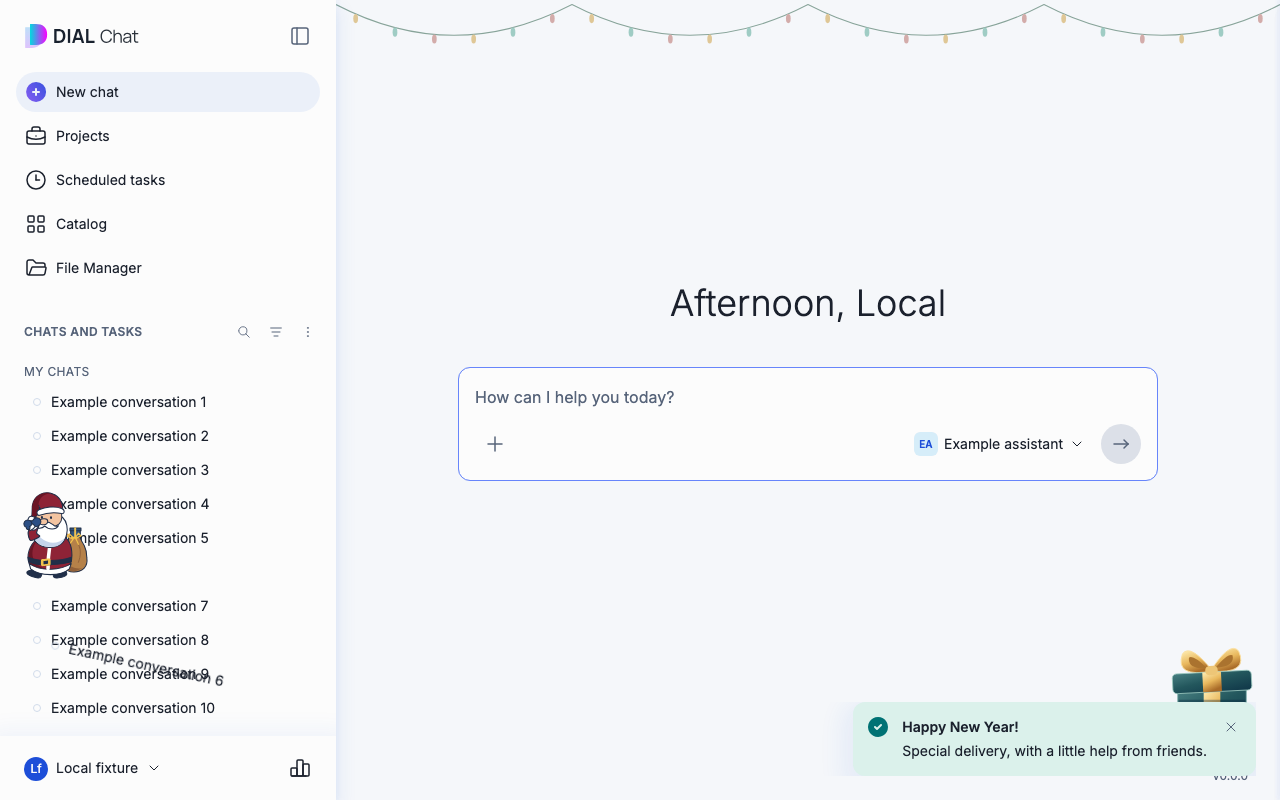 DIAL Chat
New chat
Projects
Scheduled tasks
Catalog
File Manager
CHATS AND TASKS
MY CHATS
Example conversation 1
Example conversation 2
Example conversation 3
Example conversation 4
Example conversation 5
Example conversation 7
Example conversation 8
Example conversation 6
Example conversation 9
Example conversation 10
Lf Local fixture
Afternoon, Local
How can I help you today?
EA Example assistant
Happy New Year!
Special delivery, with a little help from friends.